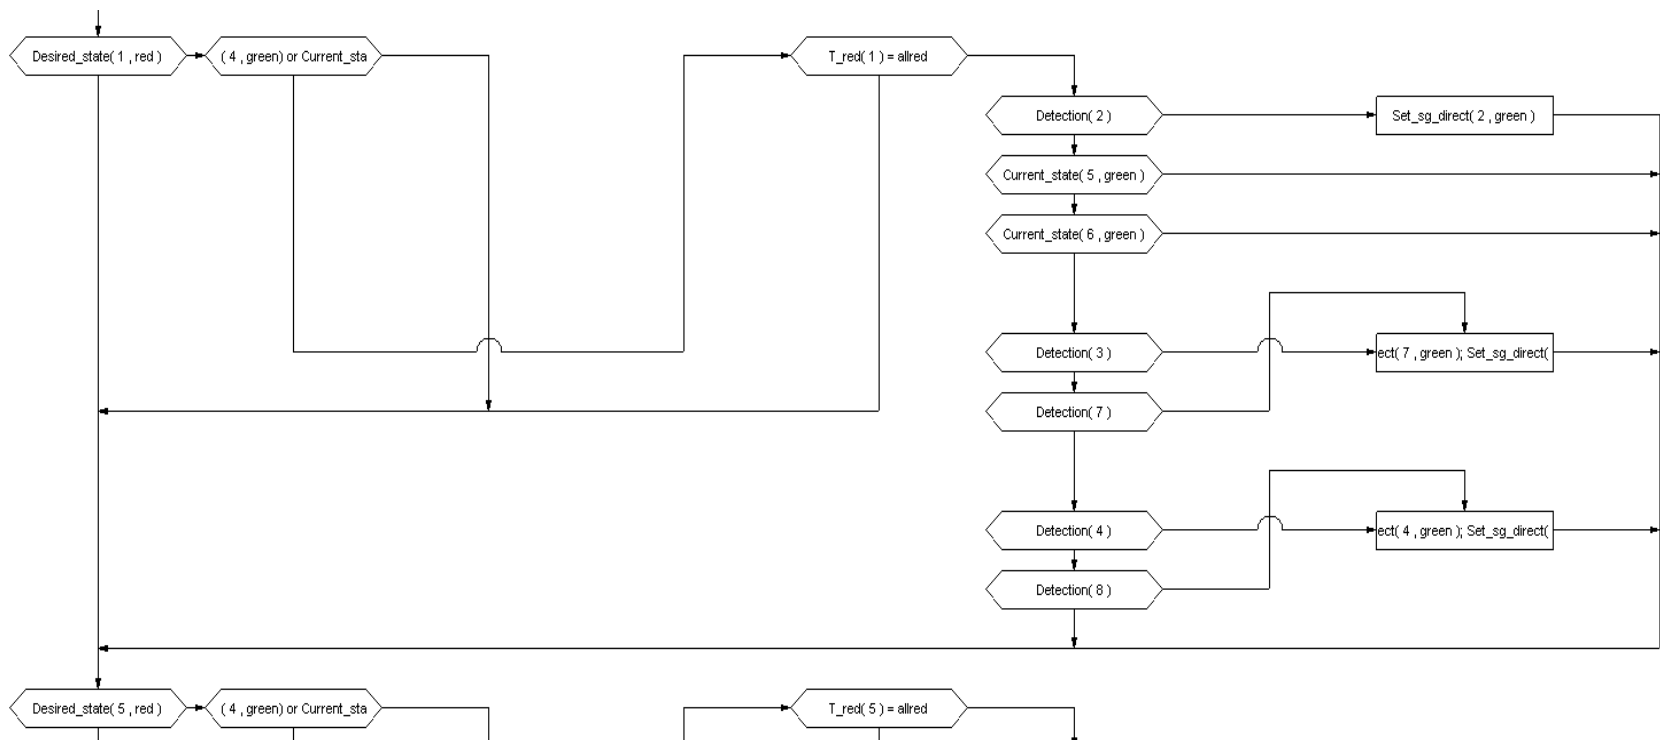 Desired_state( 1 , red )
( 4 , green) or Current_sta
T_red( 1 ) = allred
Detection( 2 )
Set_sg_direct( 2 , green )
Current_state( 5 , green )
Current_state( 6 , green )
Detection( 3 )
ect( 7 , green ); Set_sg_direct(
Detection( 7 )
Detection( 4 )
ect( 4 , green ); Set_sg_direct(
Detection( 8 )
Desired_state( 5 , red )
( 4 , green) or Current_sta
T_red( 5 ) = allred